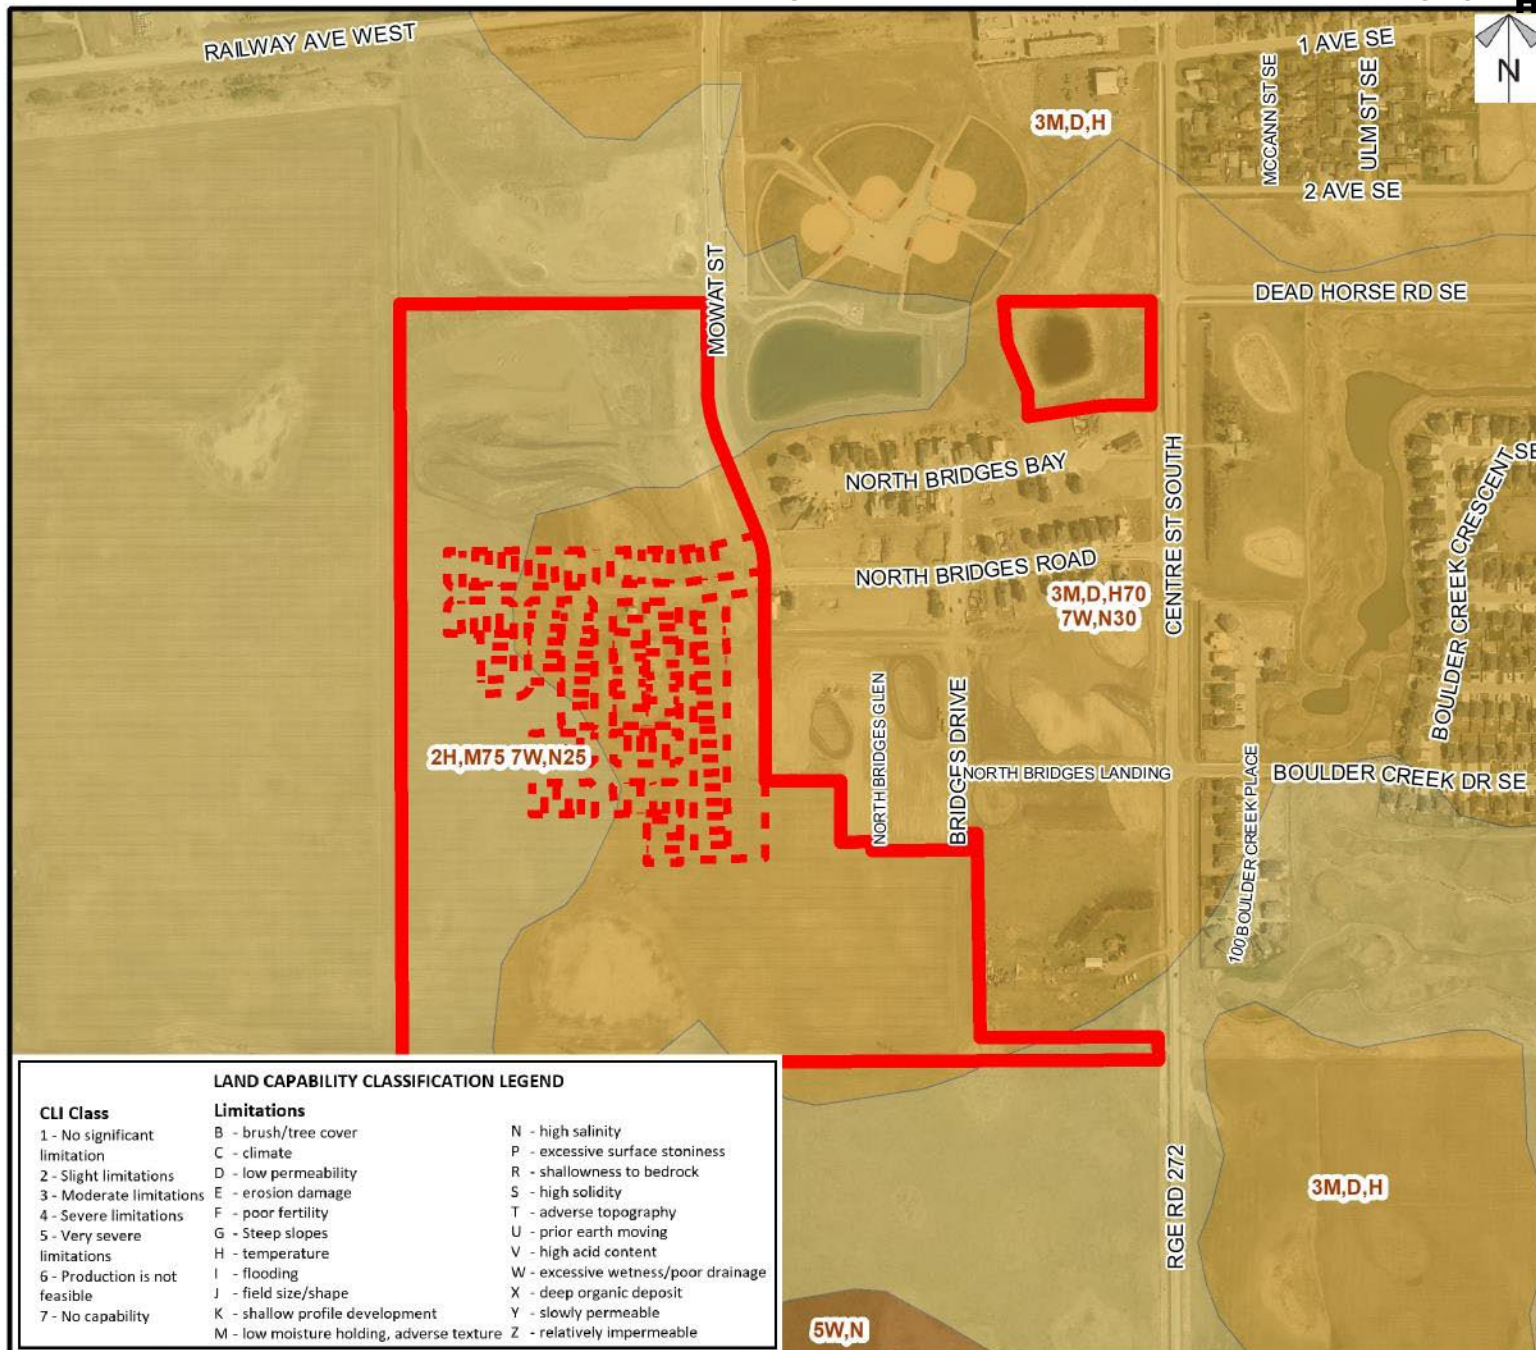 RAILWAY AVE WEST
1 AVE SE
N
MCCANN ST SE
ULM ST SE
3M,D,H
2 AVE SE
MOWAT ST
DEAD HORSE RD SE
NORTH BRIDGES BAY
CENTRE ST SOUTH
BOULDER CREEK CRESCENT SE
NORTH BRIDGES ROAD
3M,D,H70
7W,N30
NORTH BRIDGES GLEN
BRIDGES DRIVE
2H,M75 7W,N25
NORTH BRIDGES LANDING
BOULDER CREEK DR SE
100 BOULDER CREEK PLACE
RGE RD 272
3M,D,H
5W,N
LAND CAPABILITY CLASSIFICATION LEGEND
CLI Class
1 - No significant
limitation
2 - Slight limitations
3 - Moderate limitations
4 - Severe limitations
5 - Very severe
limitations
6 - Production is not
feasible
7 - No capability
Limitations
B - brush/tree cover
C - climate
D - low permeability
E - erosion damage
F - poor fertility
G - Steep slopes
H - temperature
I - flooding
J - field size/shape
K - shallow profile development
M - low moisture holding, adverse texture
N - high salinity
P - excessive surface stoniness
R - shallowness to bedrock
S - high solidity
T - adverse topography
U - prior earth moving
V - high acid content
W - excessive wetness/poor drainage
X - deep organic deposit
Y - slowly permeable
Z - relatively impermeable